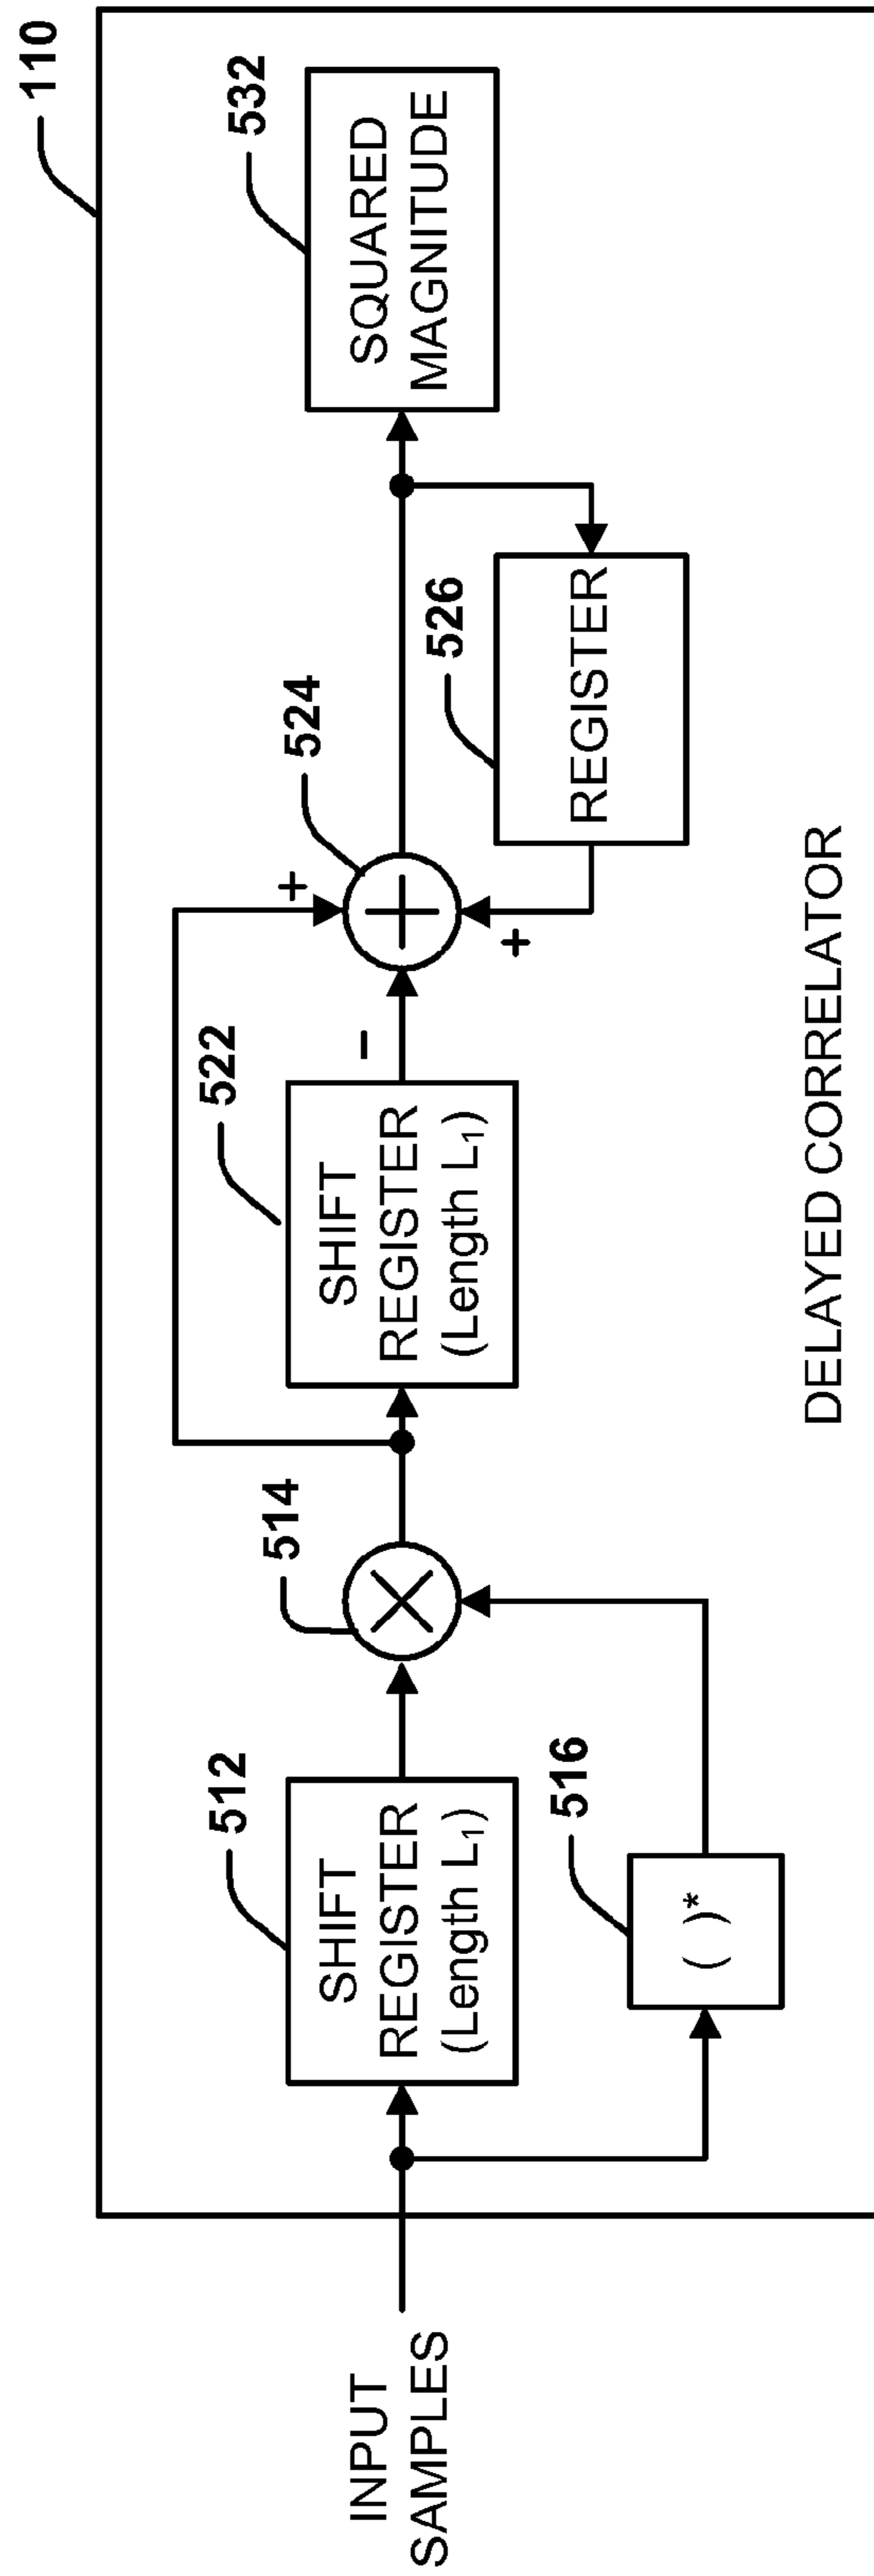 110
INPUT
SAMPLES
512
SHIFT
REGISTER
(Length L₁)
516
( )*
514
522
SHIFT
REGISTER
(Length L₁)
−
+
524
+
526
REGISTER
532
SQUARED
MAGNITUDE
DELAYED CORRELATOR